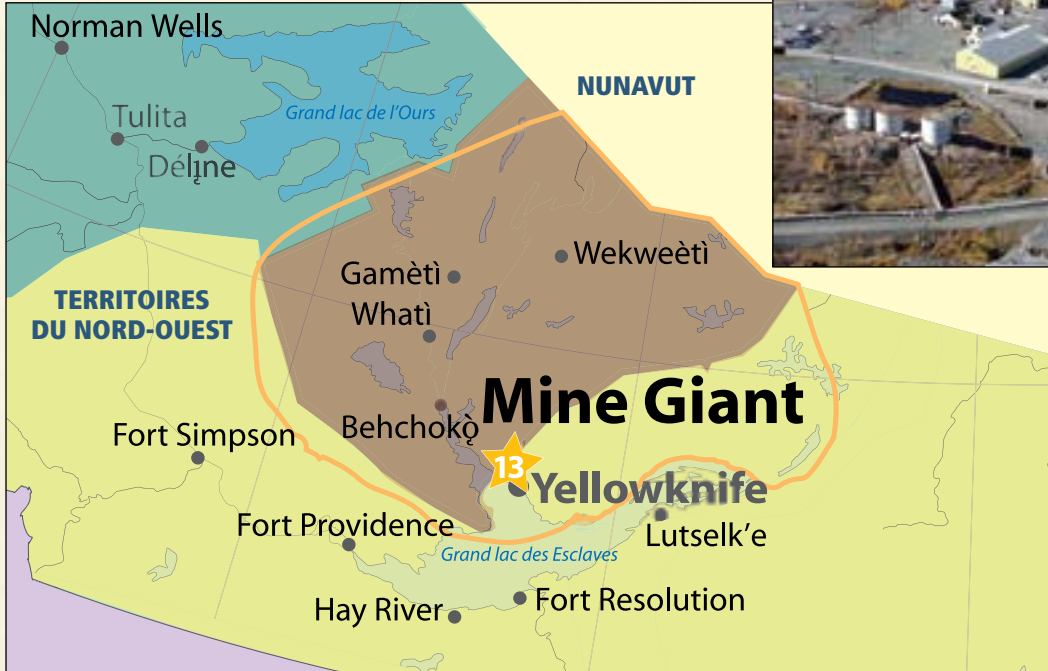 Norman Wells
NUNAVUT
Grand lac de l'Ours
Tulita
Délı̨ne
Wekweètì
Gamètì
TERRITOIRES
DU NORD-OUEST
Whatì
Mine Giant
Behchokǫ̀
Fort Simpson
13
Yellowknife
Fort Providence
Lutselk'e
Grand lac des Esclaves
Fort Resolution
Hay River